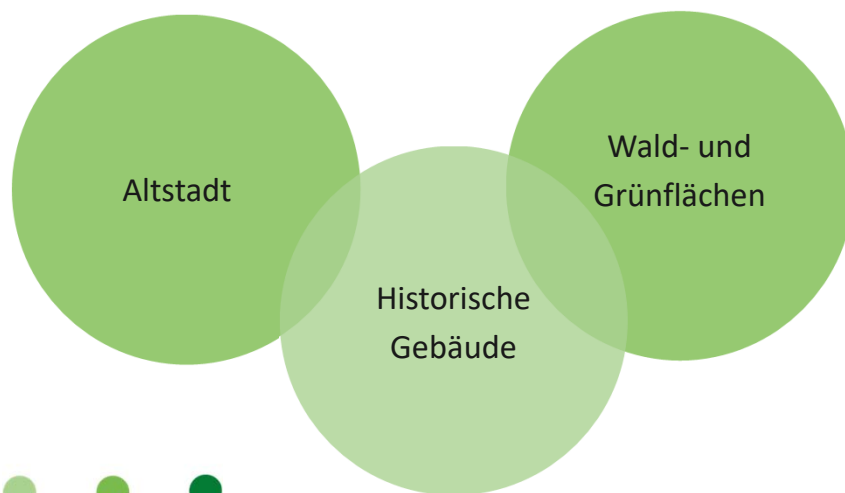 Altstadt
Wald- und
Grünflächen
Historische
Gebäude